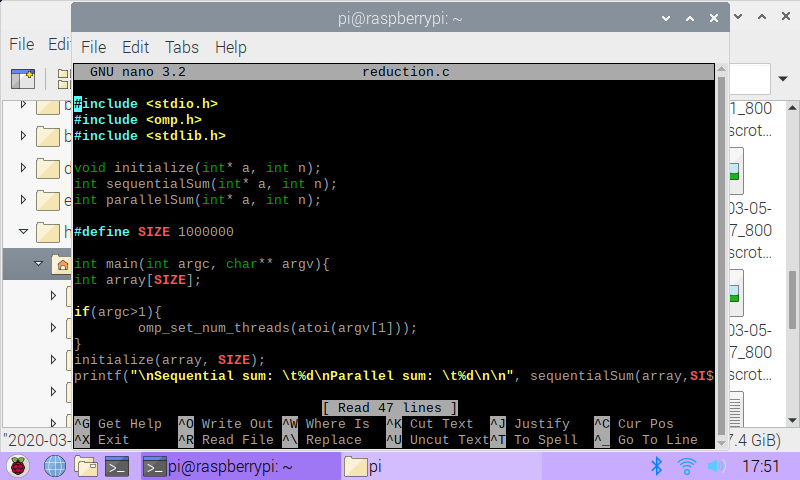 pi@raspberrypi: ~
File Edit Tabs Help
File
GNU nano 3.2 reduction.c
#include <stdio.h>
#include <omp.h>
#include <stdlib.h>
void initialize(int* a, int n);
int sequentialSum(int* a, int n);
int parallelSum(int* a, int n);
#define SIZE 1000000
int main(int argc, char** argv){
int array[SIZE];
if(argc>1){
omp_set_num_threads(atoi(argv[1]));
}
initialize(array, SIZE);
printf("\nSequential sum: \t%d\nParallel sum: \t%d\n\n", sequentialSum(array,SI$
[ Read 47 lines ]
^G Get Help ^O Write Out ^W Where Is ^K Cut Text ^J Justify ^C Cur Pos
^X Exit ^R Read File ^\ Replace ^U Uncut Text ^T To Spell ^_ Go To Line
1_800
scrot...
03-05-
7_800
scrot...
03-05-
7_800
scrot...
"2020-03- 7.4 GiB)
pi@raspberrypi: ~ pi 17:51